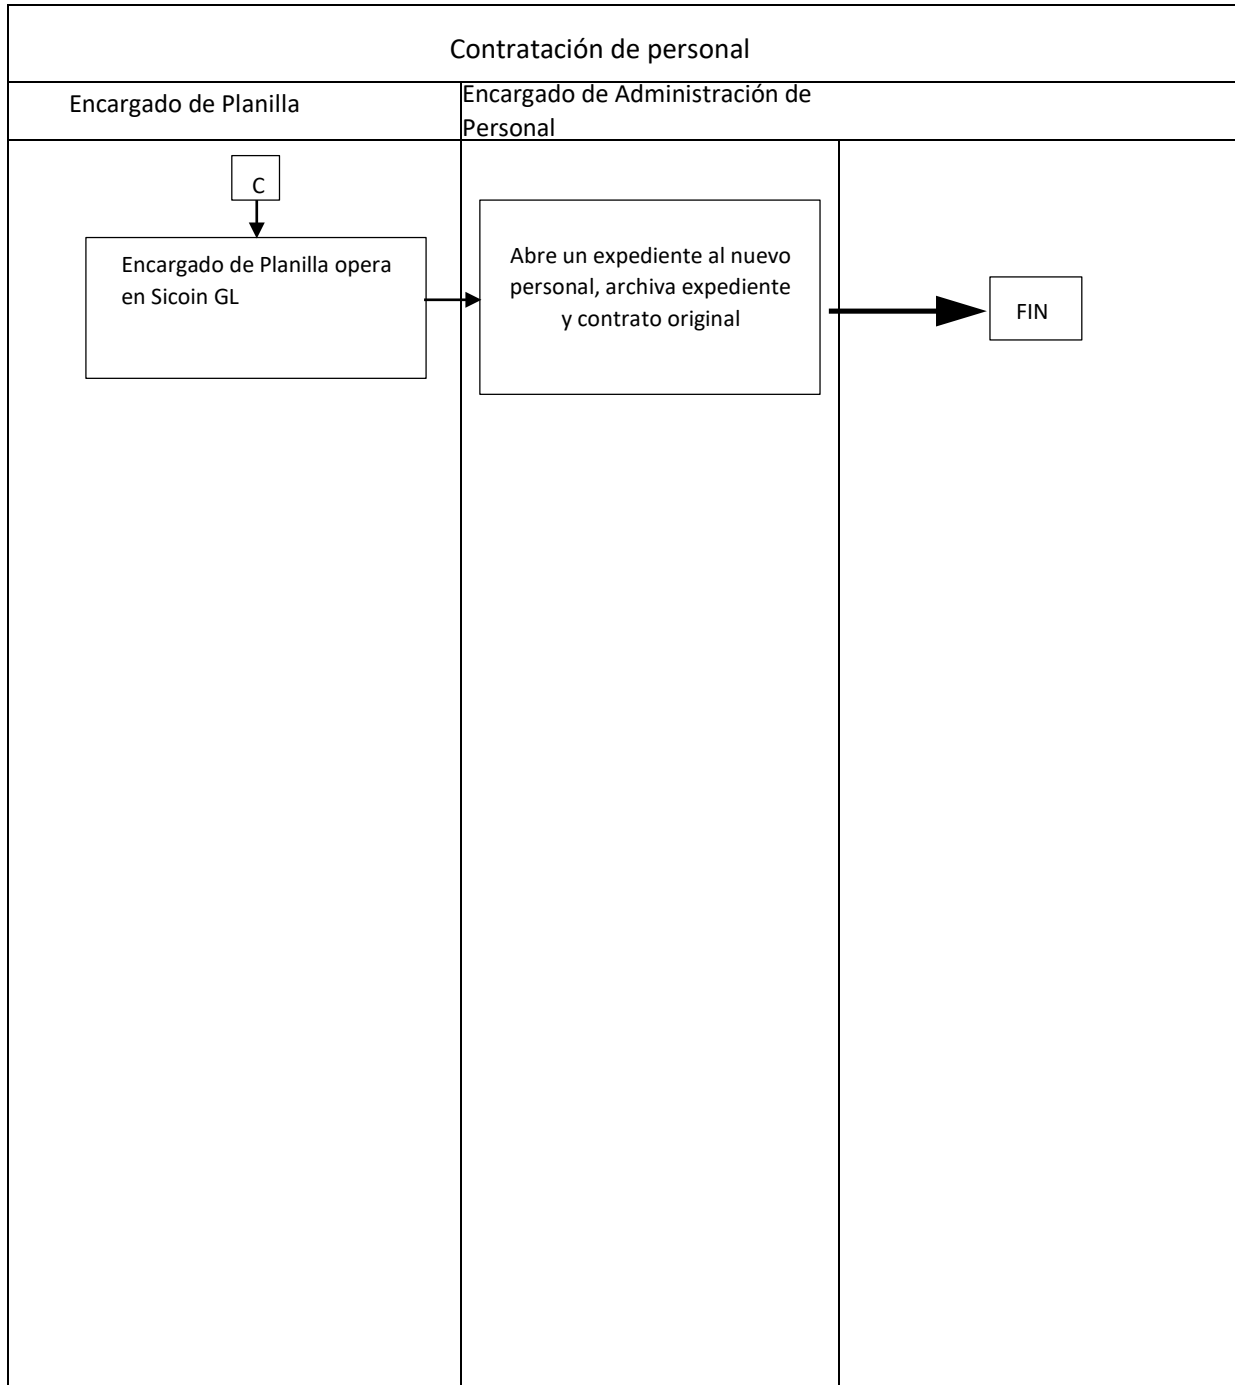 Contratación de personal
Encargado de Planilla
Encargado de Administración de
Personal
C
Encargado de Planilla opera
en Sicoin GL
Abre un expediente al nuevo
personal, archiva expediente
y contrato original
FIN